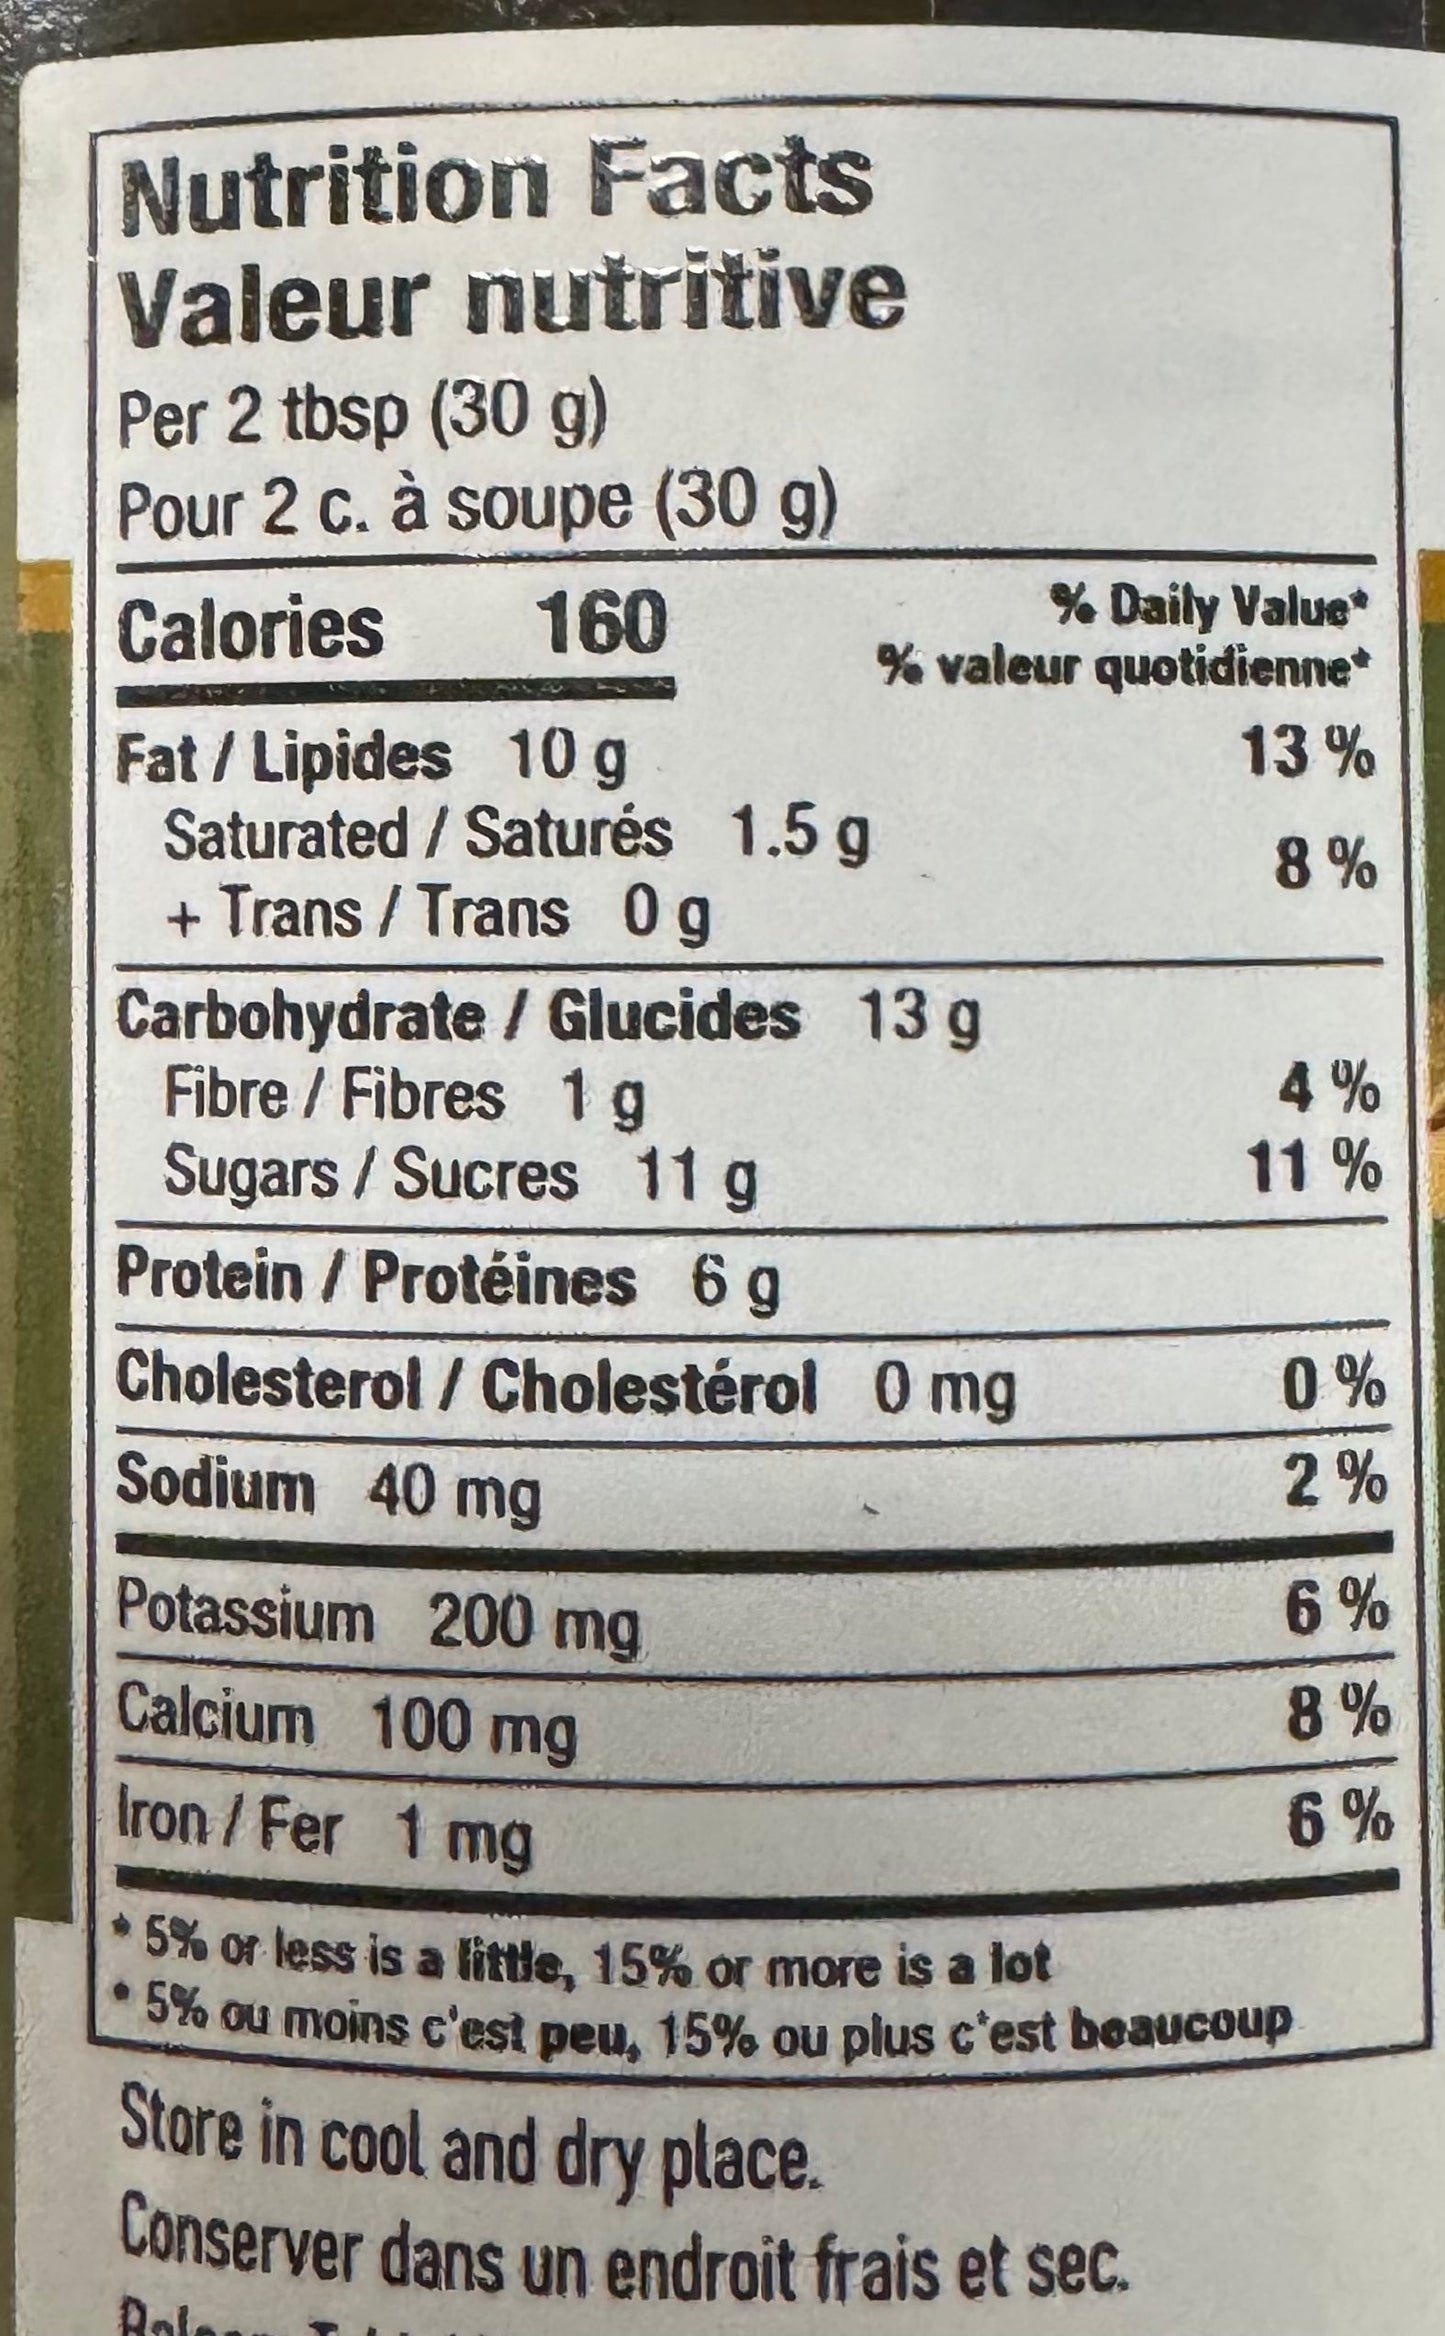 Nutrition Facts
Valeur nutritive
Per 2 tbsp (30 g)
Pour 2 c. à soupe (30 g)
Calories 160
% Daily Value*
% valeur quotidienne*
Fat / Lipides 10 g 13 %
Saturated / Saturés 1.5 g
+ Trans / Trans 0 g 8 %
Carbohydrate / Glucides 13 g
Fibre / Fibres 1 g 4 %
Sugars / Sucres 11 g 11 %
Protein / Protéines 6 g
Cholesterol / Cholestérol 0 mg 0 %
Sodium 40 mg 2 %
Potassium 200 mg 6 %
Calcium 100 mg 8 %
Iron / Fer 1 mg 6 %
* 5% or less is a little, 15% or more is a lot
* 5% ou moins c'est peu, 15% ou plus c'est beaucoup
Store in cool and dry place.
Conserver dans un endroit frais et sec.